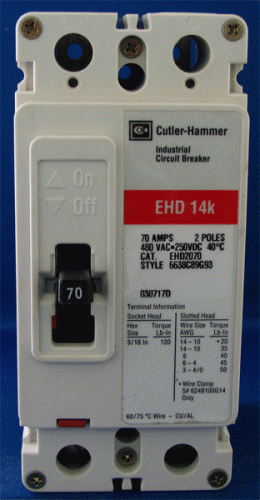 Cutler-Hammer
Industrial
Circuit Breaker
On
Off
EHD 14k
70 AMPS 2 POLES
480 VAC•250VDC 40°C
CAT. EHD2070
STYLE 6638C89G93
70
030717D
Terminal Information
Socket Head Slotted Head
Hex Torque Wire Size Torque
Size Lb-In AWG Lb-In
3/16 in 120 14-10 •20
14-10 35
8 40
6-4 45
3-4/0 50
• Wire Clamp
S# 624B100G14
Only
60/75 °C Wire - CU/AL